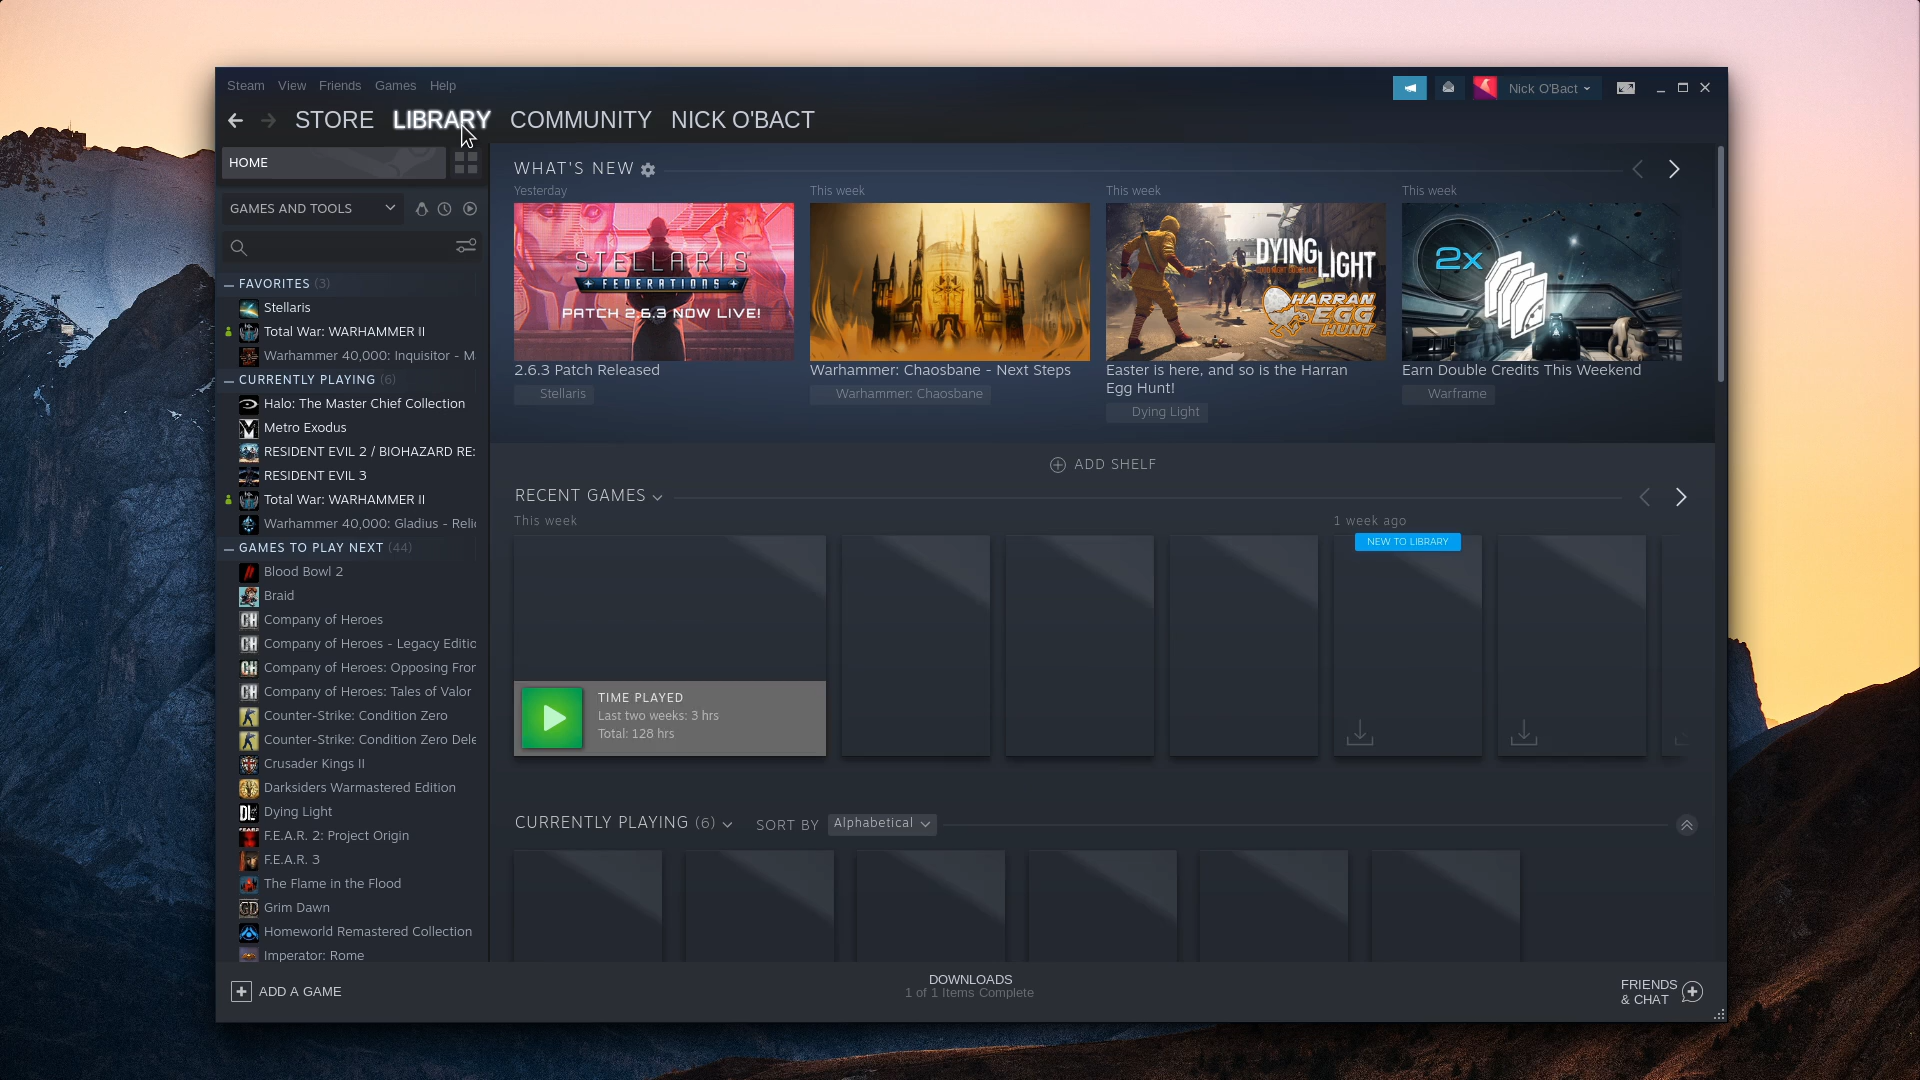 Steam View Friends Games Help
Nick O'Bact
STORE LIBRARY COMMUNITY NICK O'BACT
HOME
GAMES AND TOOLS
FAVORITES (3)
Stellaris
Total War: WARHAMMER II
Warhammer 40,000: Inquisitor - M
CURRENTLY PLAYING (6)
Halo: The Master Chief Collection
Metro Exodus
RESIDENT EVIL 2 / BIOHAZARD RE:
RESIDENT EVIL 3
Total War: WARHAMMER II
Warhammer 40,000: Gladius - Reli
GAMES TO PLAY NEXT (44)
Blood Bowl 2
Braid
Company of Heroes
Company of Heroes - Legacy Editio
Company of Heroes: Opposing Fron
Company of Heroes: Tales of Valor
Counter-Strike: Condition Zero
Counter-Strike: Condition Zero Dele
Crusader Kings II
Darksiders Warmastered Edition
Dying Light
F.E.A.R. 2: Project Origin
F.E.A.R. 3
The Flame in the Flood
Grim Dawn
Homeworld Remastered Collection
Imperator: Rome
WHAT'S NEW
Yesterday
STELLARIS
FEDERATIONS
PATCH 2.6.3 NOW LIVE!
2.6.3 Patch Released
Stellaris
This week
Warhammer: Chaosbane - Next Steps
Warhammer: Chaosbane
This week
DYING LIGHT
GOOD NIGHT GOOD LUCK
HARRAN
EGG
HUNT
Easter is here, and so is the Harran
Egg Hunt!
Dying Light
This week
2x
Earn Double Credits This Weekend
Warframe
ADD SHELF
RECENT GAMES
This week
1 week ago
NEW TO LIBRARY
TIME PLAYED
Last two weeks: 3 hrs
Total: 128 hrs
CURRENTLY PLAYING (6) SORT BY Alphabetical
ADD A GAME
DOWNLOADS
1 of 1 Items Complete
FRIENDS
& CHAT